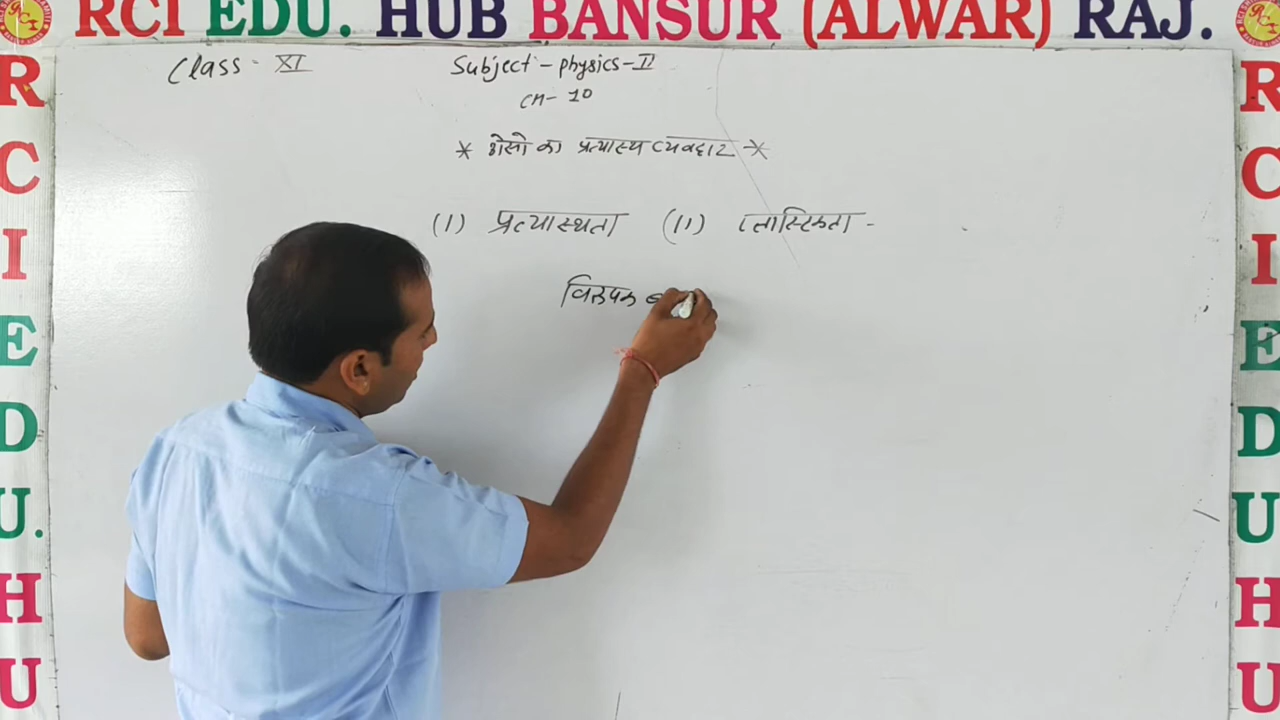 RCI EDU. HUB BANSUR (ALWAR) RAJ.
Class - XI
Subject - physics - II
CH- 10
* ठोसो का प्रत्यास्थ व्यवहार *
(I) प्रत्यास्थता (II) प्लास्टिकता -
विरूपक
R C I E D U. H U
R C I E D U H U